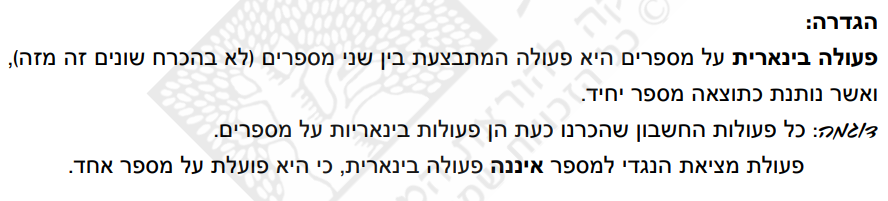 הגדרה:
פעולה בינארית על מספרים היא פעולה המתבצעת בין שני מספרים (לא בהכרח שונים זה מזה),
ואשר נותנת כתוצאה מספר יחיד.
דוגמה: כל פעולות החשבון שהכרנו כעת הן פעולות בינאריות על מספרים.
פעולת מציאת הנגדי למספר איננה פעולה בינארית, כי היא פועלת על מספר אחד.